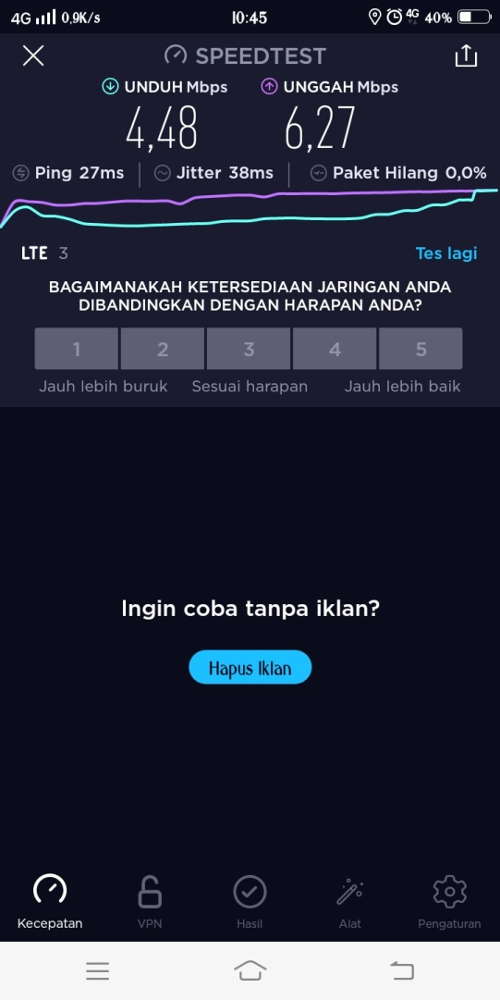 4G 0,9K/s 10:45 4G 40%
SPEEDTEST
UNDUH Mbps UNGGAH Mbps
4,48 6,27
Ping 27ms Jitter 38ms Paket Hilang 0,0%
LTE 3 Tes lagi
BAGAIMANAKAH KETERSEDIAAN JARINGAN ANDA
DIBANDINGKAN DENGAN HARAPAN ANDA?
1 2 3 4 5
Jauh lebih buruk Sesuai harapan Jauh lebih baik
Ingin coba tanpa iklan?
Hapus Iklan
Kecepatan VPN Hasil Alat Pengaturan